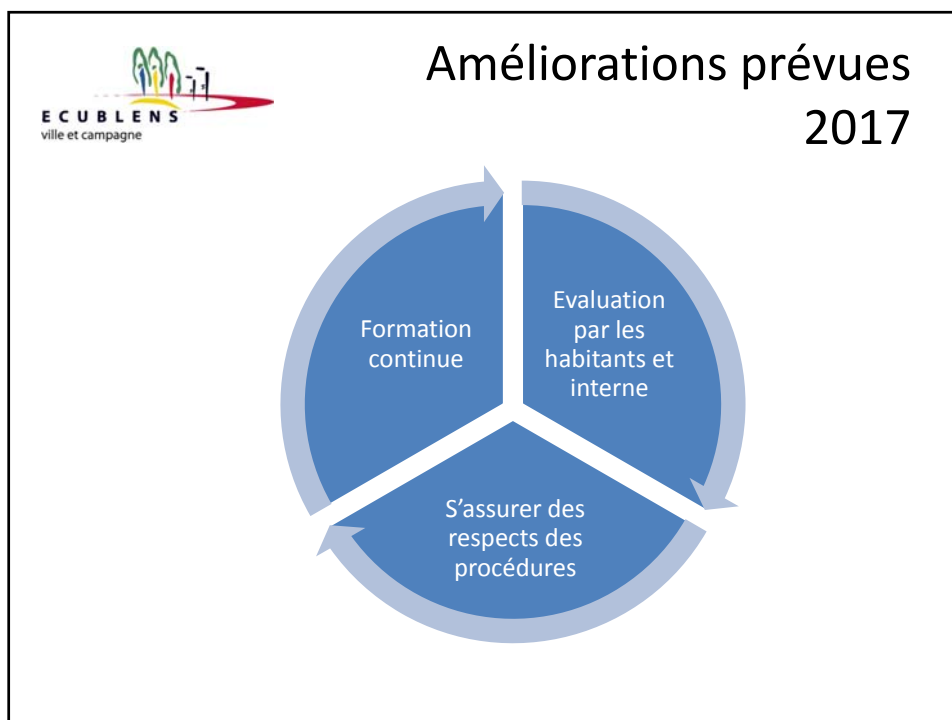 ECUBLENS
ville et campagne
Améliorations prévues
2017
Formation
continue
Evaluation
par les
habitants et
interne
S’assurer des
respects des
procédures